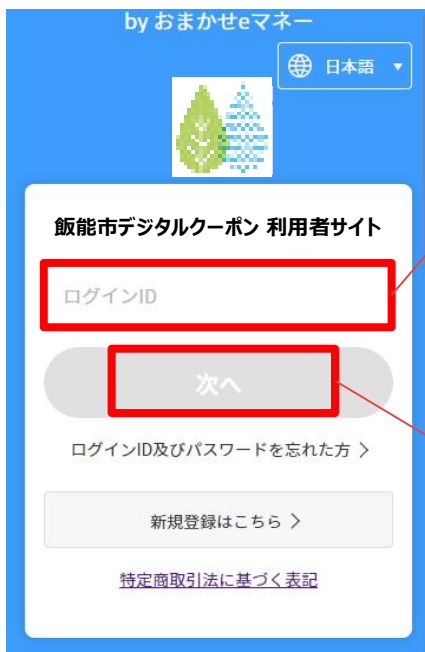 by おまかせeマネー
日本語
飯能市デジタルクーポン 利用者サイト
ログインID
次へ
ログインID及びパスワードを忘れた方
新規登録はこちら
特定商取引法に基づく表記